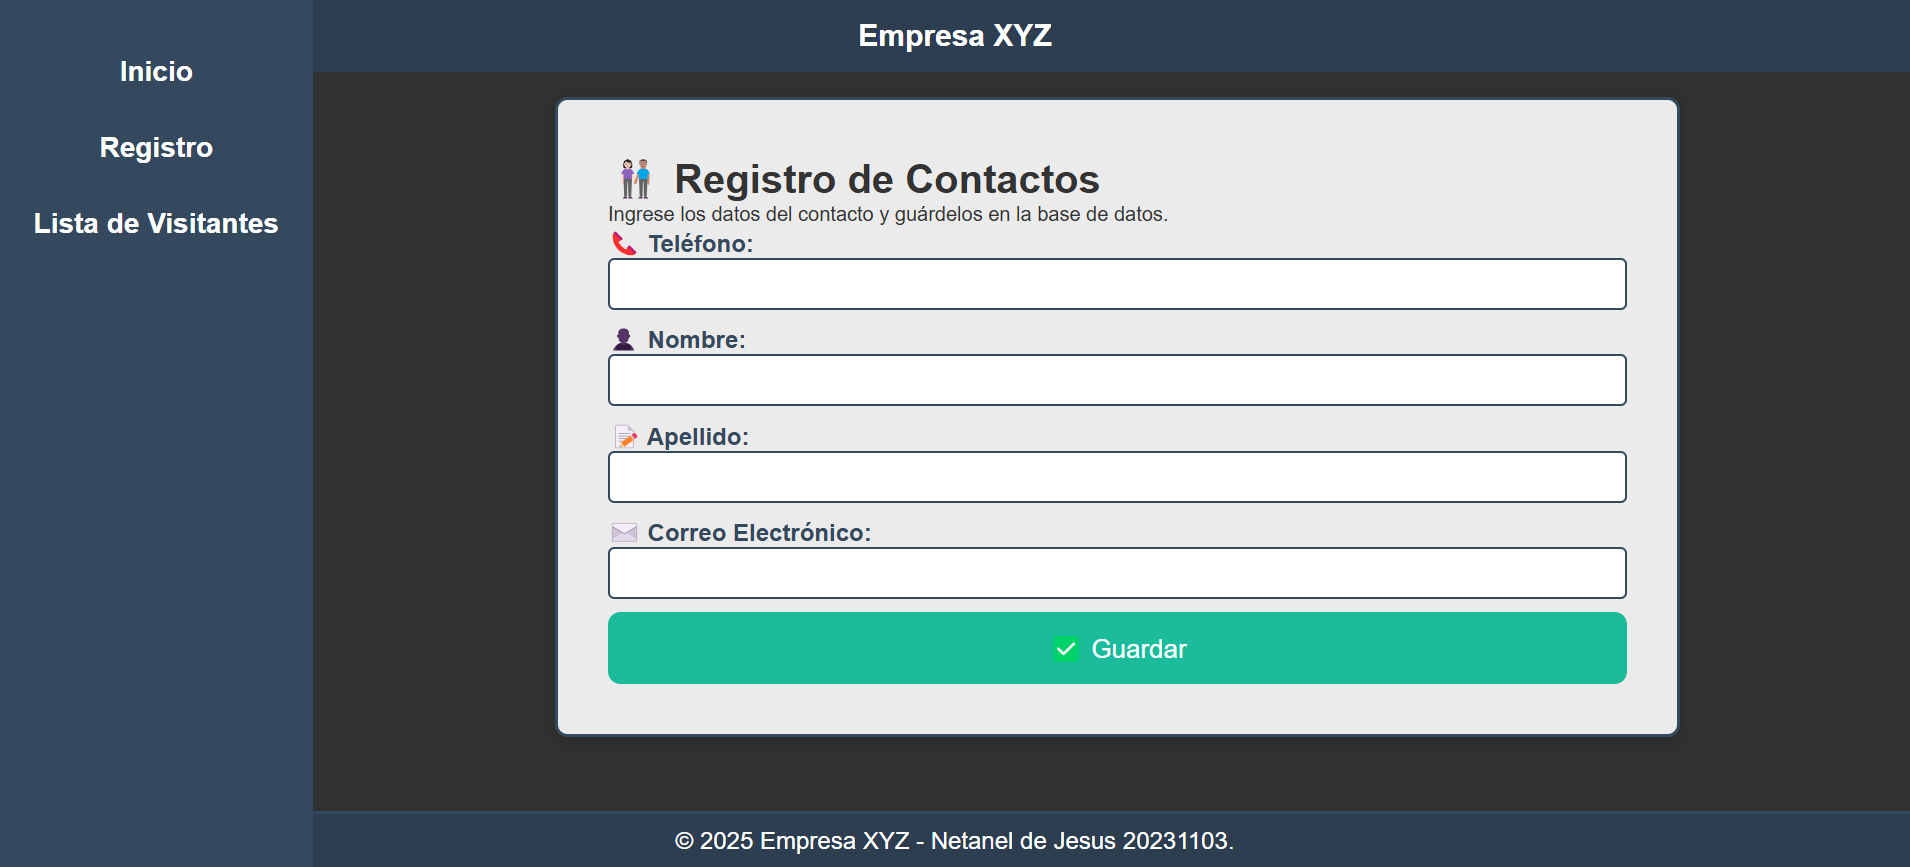 Empresa XYZ
Inicio
Registro
Lista de Visitantes
Registro de Contactos
Ingrese los datos del contacto y guárdelos en la base de datos.
Teléfono:
Nombre:
Apellido:
Correo Electrónico:
Guardar
© 2025 Empresa XYZ - Netanel de Jesus 20231103.